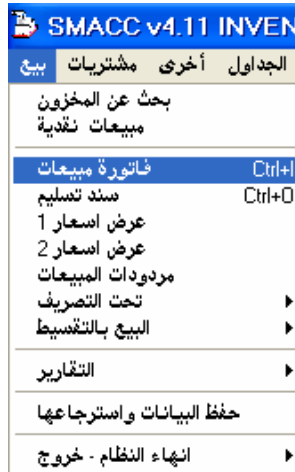 SMACC v4.11 INVEN
بيع مشتريات أخرى الجداول
بحث عن المخزون
مبيعات نقدية
فاتورة مبيعات Ctrl+I
سند تسليم Ctrl+O
عرض اسعار 1
عرض اسعار 2
مردودات المبيعات
تحت التصريف
البيع بالتقسيط
التقارير
حفظ البيانات واسترجاعها
انهاء النظام - خروج